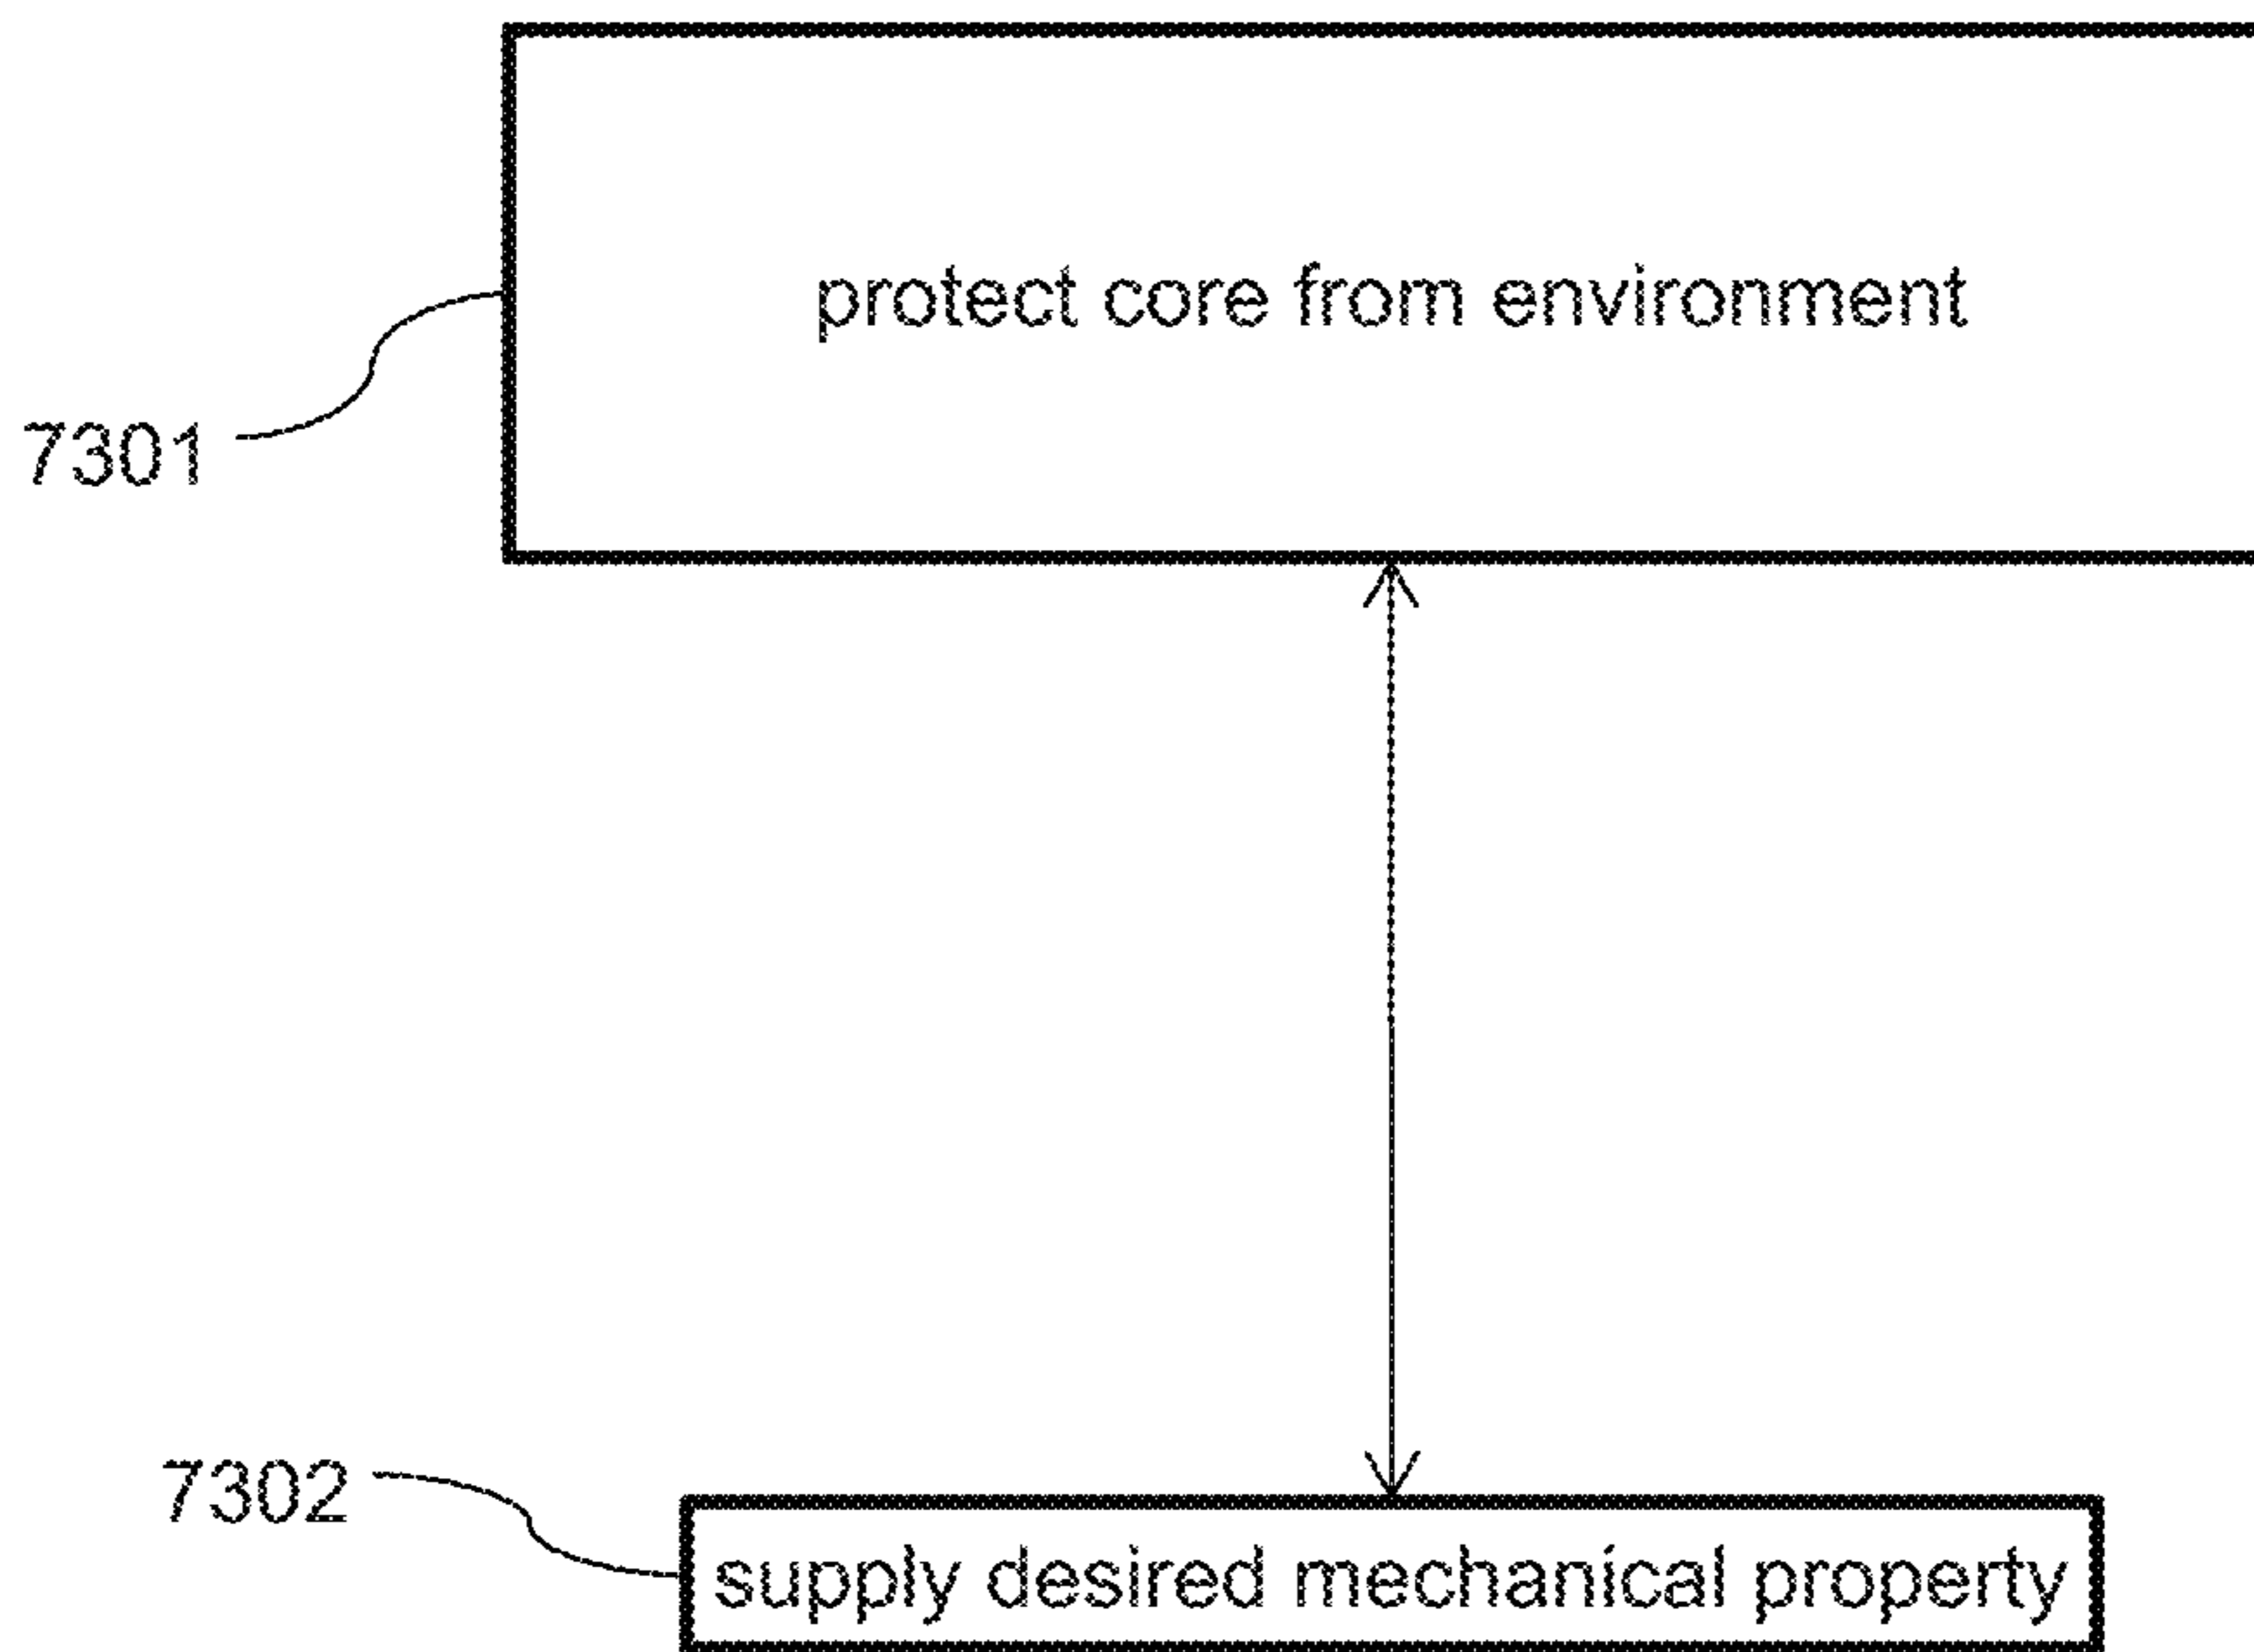 protect core from environment
7301
7302
supply desired mechanical property